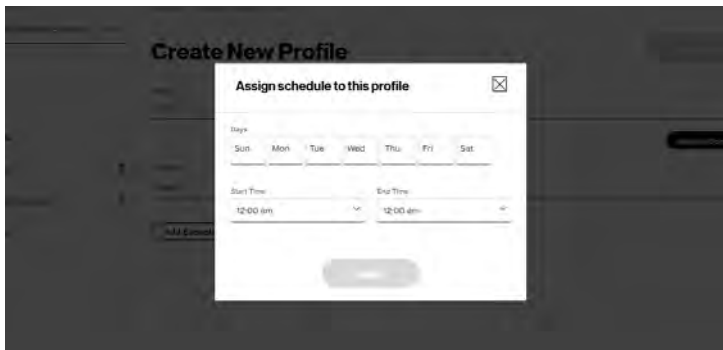 Create New Profile
Assign schedule to this profile
Days
Sun Mon Tue Wed Thu Fri Sat
Start Time End Time
12:00 am 12:00 am